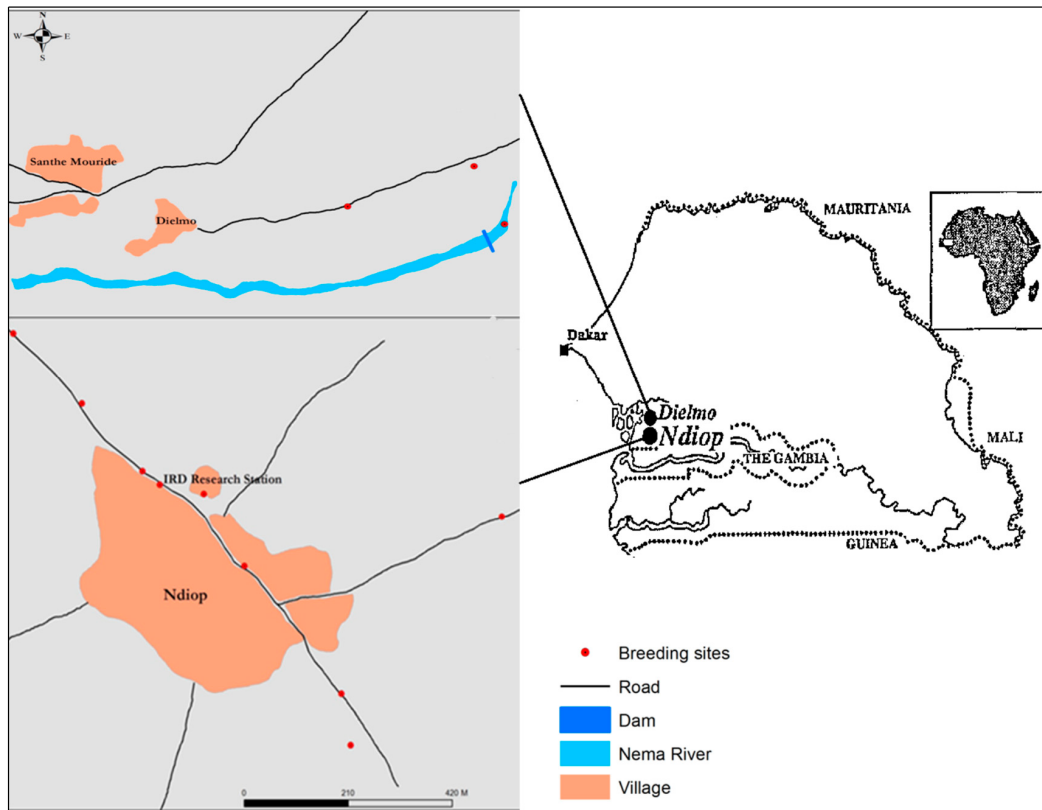 N
W E
S
Santhe Mouride
Dielmo
IRD Research Station
Ndiop
0 210 420 M
MAURITANIA
Dakar
Dielmo
Ndiop
MALI
THE GAMBIA
GUINEA
Breeding sites
Road
Dam
Nema River
Village